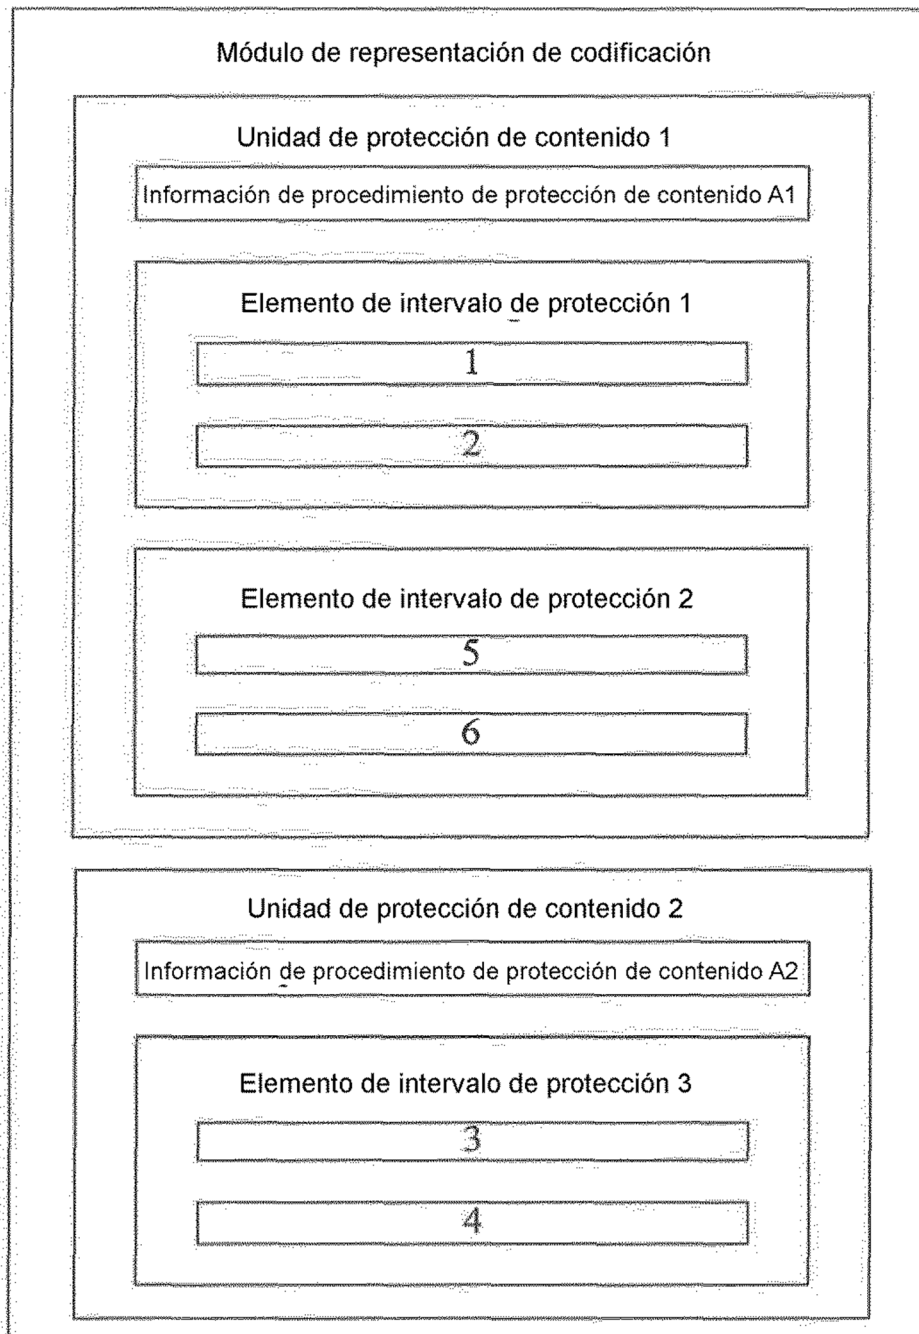 Módulo de representación de codificación
Unidad de protección de contenido 1
Información de procedimiento de protección de contenido A1
Elemento de intervalo de protección 1
1
2
Elemento de intervalo de protección 2
5
6
Unidad de protección de contenido 2
Información de procedimiento de protección de contenido A2
Elemento de intervalo de protección 3
3
4